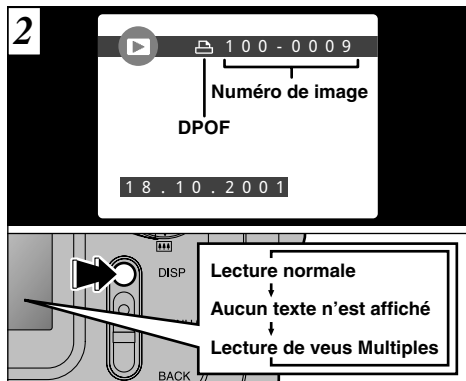 2
100-0009
Numéro de image
DPOF
18.10.2001
DISP
Lecture normale
Aucun texte n'est affiché
Lecture de veus Multiples
BACK